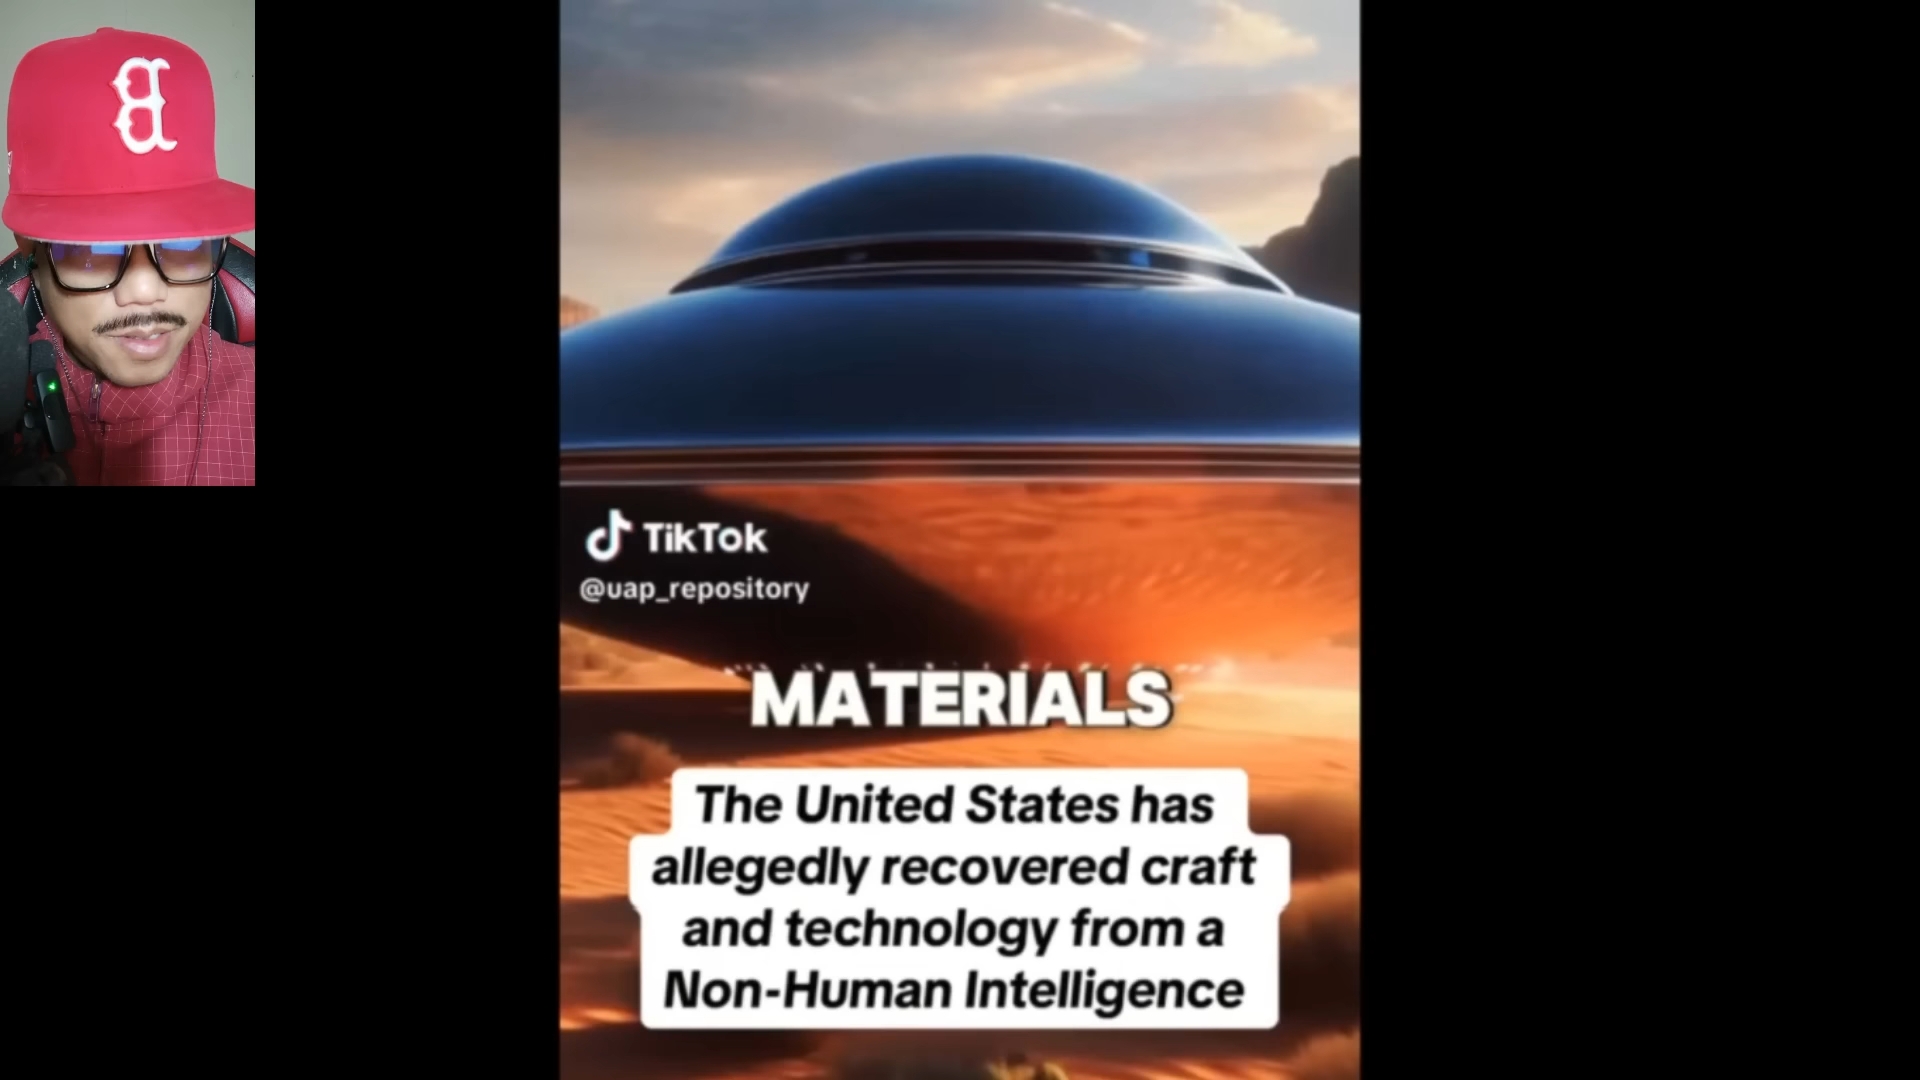 B
TikTok
@uap_repository
MATERIALS
The United States has
allegedly recovered craft
and technology from a
Non-Human Intelligence